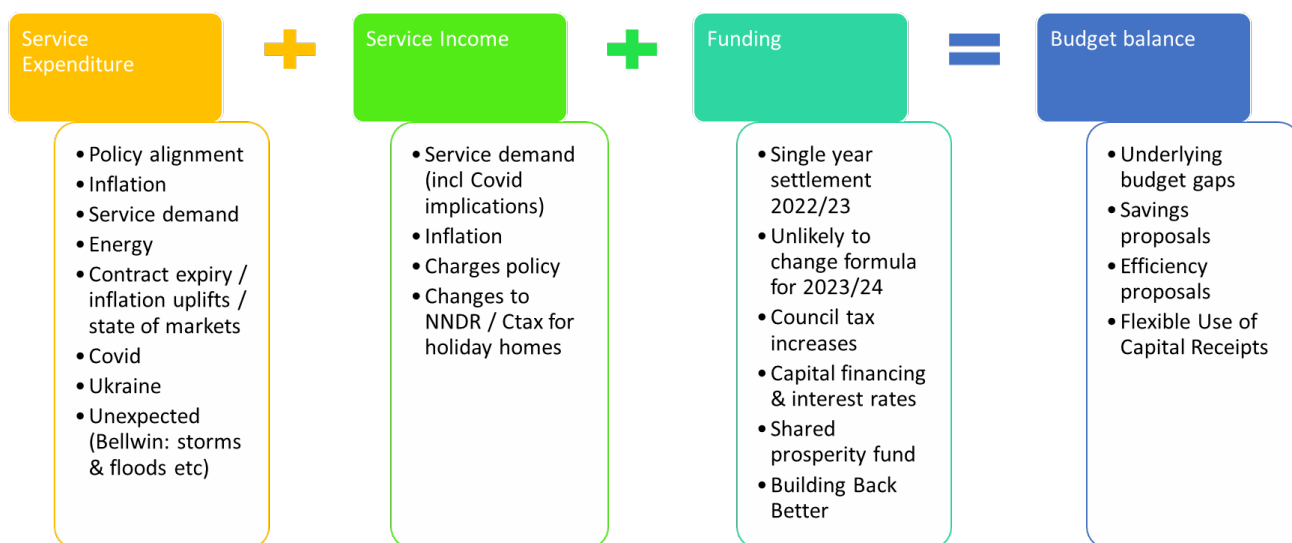 Service
Expenditure
Service Income
Funding
Budget balance
• Policy alignment
• Inflation
• Service demand
• Energy
• Contract expiry /
inflation uplifts /
state of markets
• Covid
• Ukraine
• Unexpected
(Bellwin: storms
& floods etc)
• Service demand
(incl Covid
implications)
• Inflation
• Charges policy
• Changes to
NNDR / Ctax for
holiday homes
• Single year
settlement
2022/23
• Unlikely to
change formula
for 2023/24
• Council tax
increases
• Capital financing
& interest rates
• Shared
prosperity fund
• Building Back
Better
• Underlying
budget gaps
• Savings
proposals
• Efficiency
proposals
• Flexible Use of
Capital Receipts